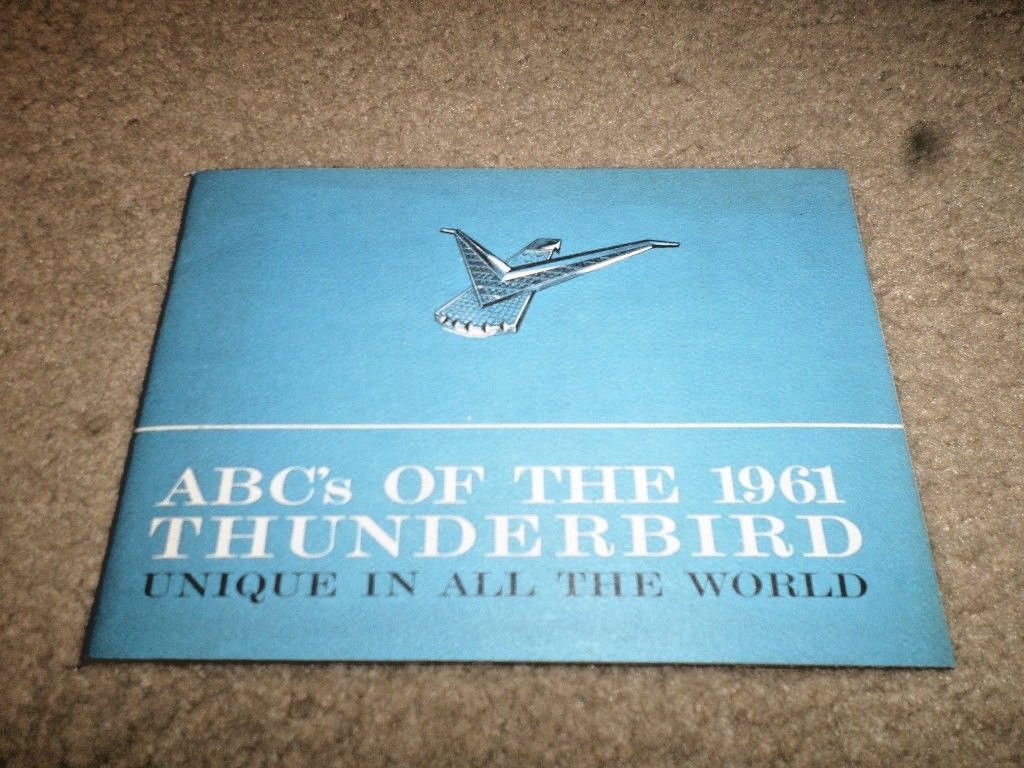 ABC's OF THE 1961
THUNDERBIRD
UNIQUE IN ALL THE WORLD